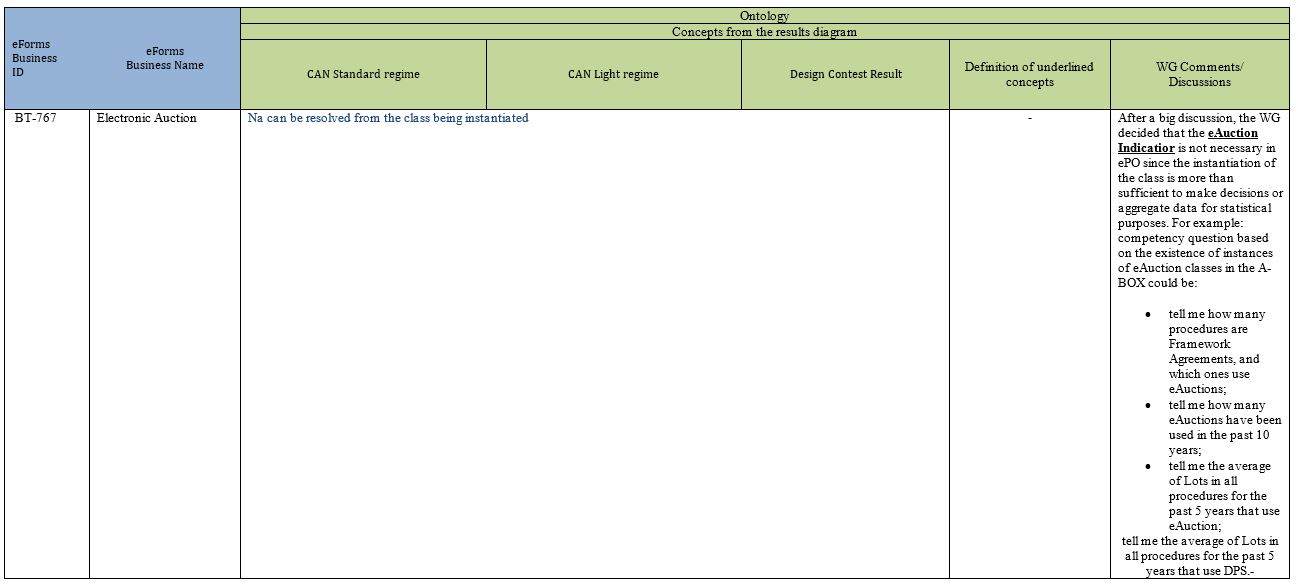 Ontology
Concepts from the results diagram
eForms
Business
ID
eForms
Business Name
CAN Standard regime
CAN Light regime
Design Contest Result
Definition of underlined
concepts
WG Comments/
Discussions
BT-767
Electronic Auction
Na can be resolved from the class being instantiated
-
After a big discussion, the WG
decided that the eAuction
Indicatior is not necessary in
ePO since the instantiation of
the class is more than
sufficient to make decisions or
aggregate data for statistical
purposes. For example:
competency question based
on the existence of instances
of eAuction classes in the A-
BOX could be:
• tell me how many
procedures are
Framework
Agreements, and
which ones use
eAuctions;
• tell me how many
eAuctions have been
used in the past 10
years;
• tell me the average
of Lots in all
procedures for the
past 5 years that use
eAuction;
tell me the average of Lots in
all procedures for the past 5
years that use DPS.-